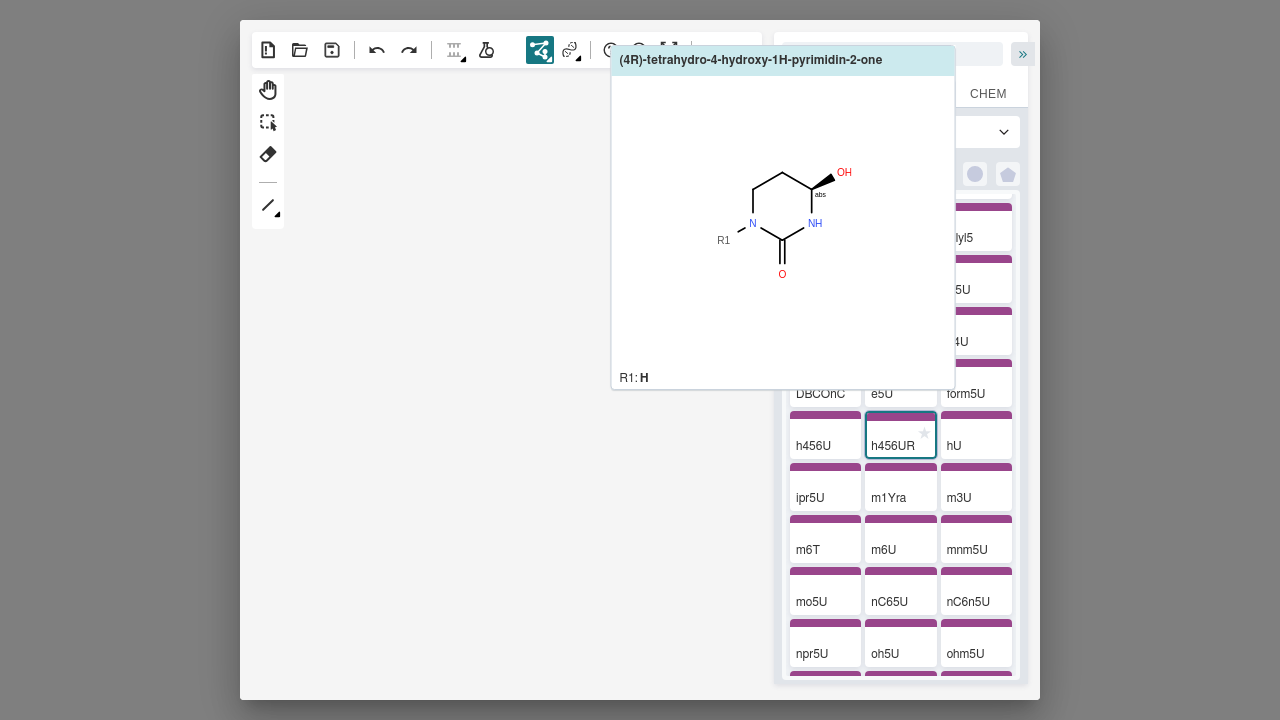 (4R)-tetrahydro-4-hydroxy-1H-pyrimidin-2-one
»
CHEM
OH
abs
N
NH
R1
O
R1: H
lyl5
5U
4U
DBCOnC
e5U
form5U
h456U
h456UR
hU
ipr5U
m1Yra
m3U
m6T
m6U
mnm5U
mo5U
nC65U
nC6n5U
npr5U
oh5U
ohm5U